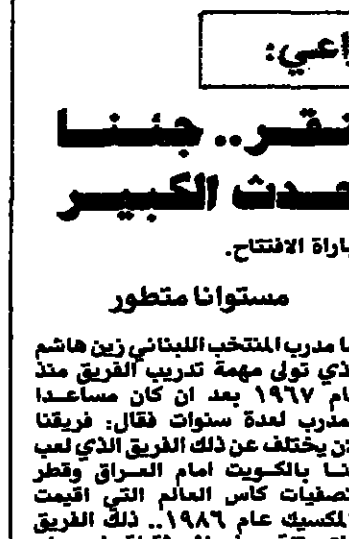 اعي:
نقر.. جئنا
حدث الكبير
باراة الافتتاح.
مستوانا متطور
ا مدرب المنتخب اللبناني زين هاشم
ذي تولى مهمة تدريب الفريق منذ
ام ١٩٦٧ بعد ان كان مساعدا
مدرب لعدة سنوات فقال: فريقنا
ن يختلف عن ذلك الفريق الذي لعب
نا بالكويت امام العراق وقطر
تصفيات كاس العالم التي اقيمت
لمكسيك عام ١٩٨٦.. ذلك الفريق